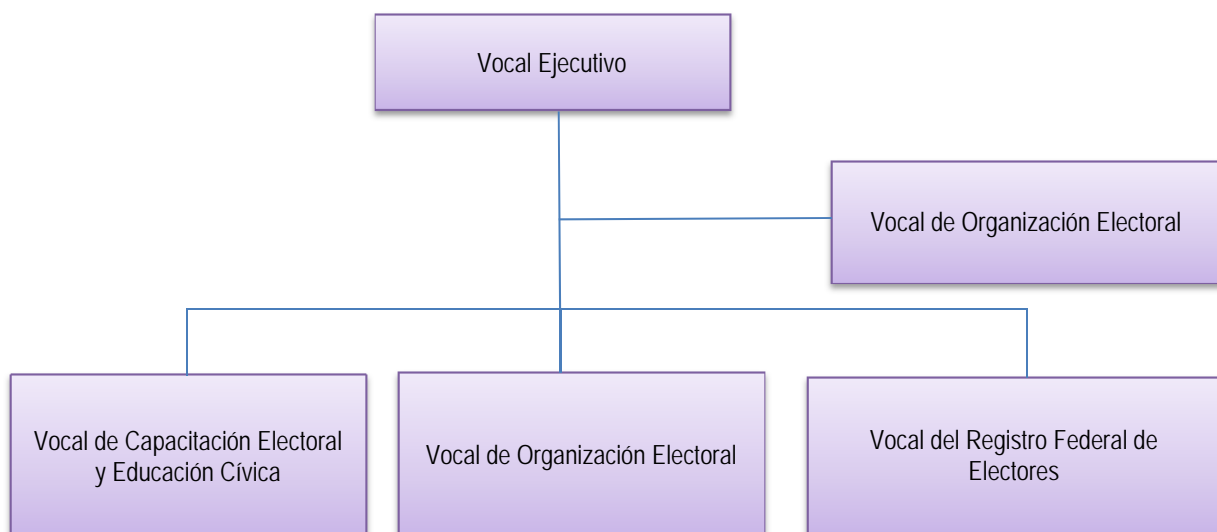 Vocal Ejecutivo
Vocal de Organización Electoral
Vocal de Capacitación Electoral
y Educación Cívica
Vocal de Organización Electoral
Vocal del Registro Federal de
Electores